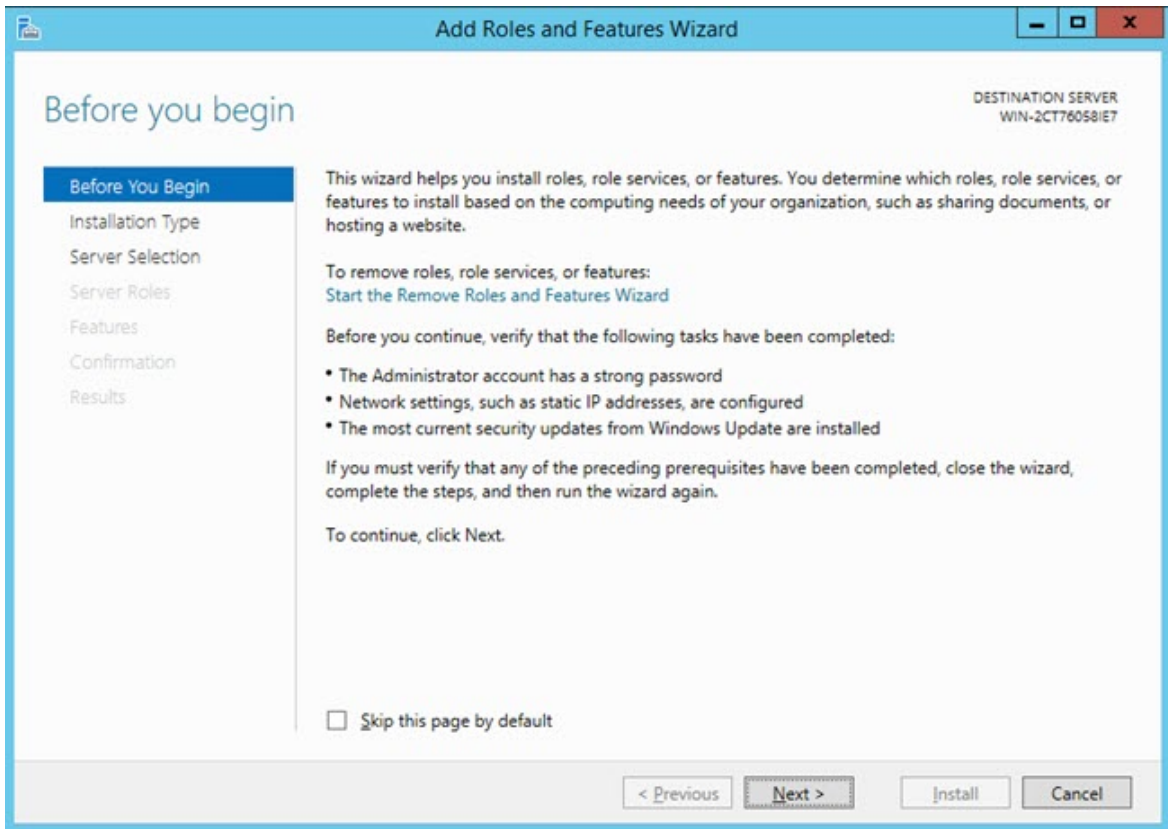 Add Roles and Features Wizard
Before you begin
DESTINATION SERVER
WIN-2CT76058IE7
Before You Begin
Installation Type
Server Selection
Server Roles
Features
Confirmation
Results
This wizard helps you install roles, role services, or features. You determine which roles, role services, or
features to install based on the computing needs of your organization, such as sharing documents, or
hosting a website.
To remove roles, role services, or features:
Start the Remove Roles and Features Wizard
Before you continue, verify that the following tasks have been completed:
• The Administrator account has a strong password
• Network settings, such as static IP addresses, are configured
• The most current security updates from Windows Update are installed
If you must verify that any of the preceding prerequisites have been completed, close the wizard,
complete the steps, and then run the wizard again.
To continue, click Next.
Skip this page by default
< Previous
Next >
Install
Cancel